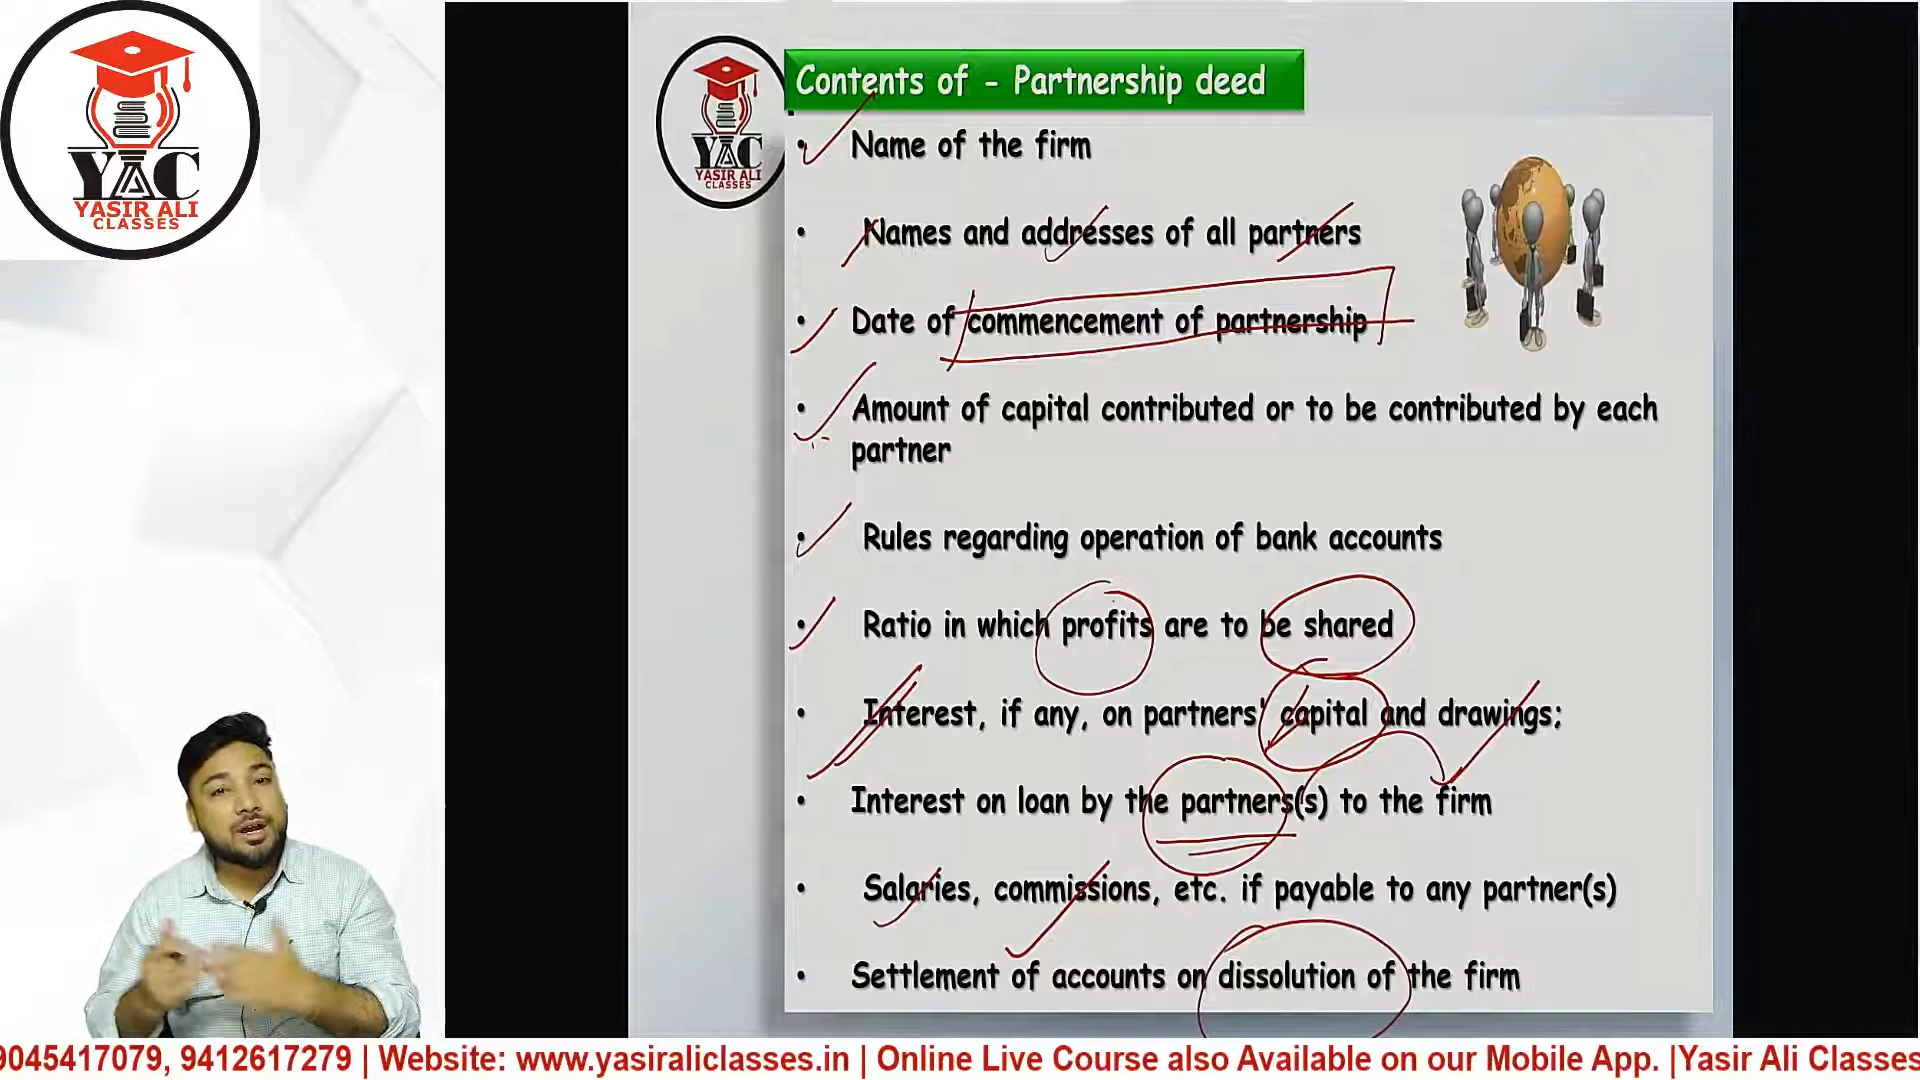 YAC
YASIR ALI
CLASSES
YAC
YASIR ALI
CLASSES
Contents of - Partnership deed
• Name of the firm
• Names and addresses of all partners
• Date of commencement of partnership
• Amount of capital contributed or to be contributed by each
partner
• Rules regarding operation of bank accounts
• Ratio in which profits are to be shared
• Interest, if any, on partners' capital and drawings;
• Interest on loan by the partners(s) to the firm
• Salaries, commissions, etc. if payable to any partner(s)
• Settlement of accounts on dissolution of the firm
9045417079, 9412617279 | Website: www.yasiraliclasses.in | Online Live Course also Available on our Mobile App. |Yasir Ali Classes